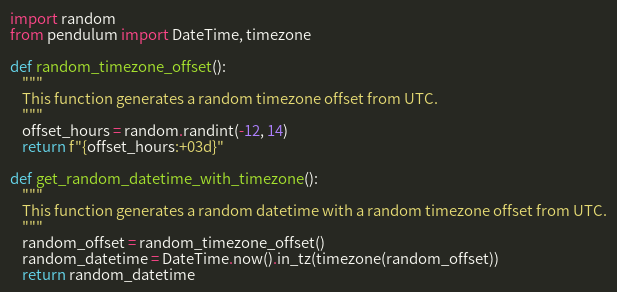 import random
from pendulum import DateTime, timezone

def random_timezone_offset():
    """
    This function generates a random timezone offset from UTC.
    """
    offset_hours = random.randint(-12, 14)
    return f"{offset_hours:+03d}"

def get_random_datetime_with_timezone():
    """
    This function generates a random datetime with a random timezone offset from UTC.
    """
    random_offset = random_timezone_offset()
    random_datetime = DateTime.now().in_tz(timezone(random_offset))
    return random_datetime